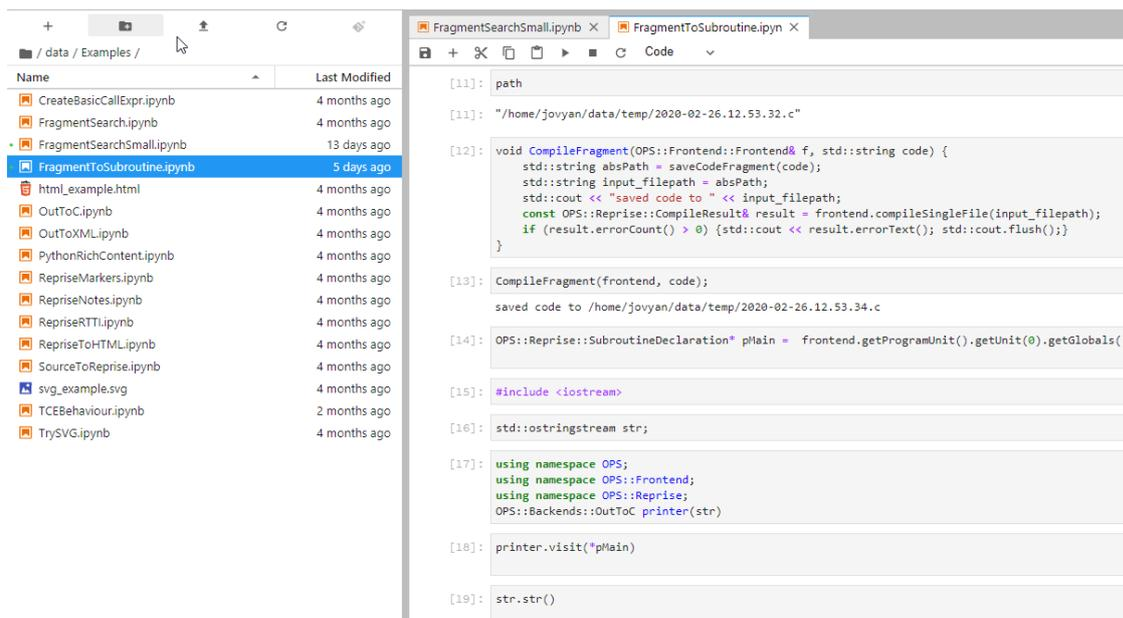 / data / Examples /
Name Last Modified
CreateBasicCallExpr.ipynb 4 months ago
FragmentSearch.ipynb 4 months ago
FragmentSearchSmall.ipynb 13 days ago
FragmentToSubroutine.ipynb 5 days ago
html_example.html 4 months ago
OutToC.ipynb 4 months ago
OutToXML.ipynb 4 months ago
PythonRichContent.ipynb 4 months ago
RepriseMarkers.ipynb 4 months ago
RepriseNotes.ipynb 4 months ago
RepriseRTTI.ipynb 4 months ago
RepriseToHTML.ipynb 4 months ago
SourceToReprise.ipynb 4 months ago
svg_example.svg 4 months ago
TCEBehaviour.ipynb 2 months ago
TrySVG.ipynb 4 months ago
FragmentSearchSmall.ipynb FragmentToSubroutine.ipyn
Code
[11]: path
[11]: "/home/jovyan/data/temp/2020-02-26.12.53.32.c"
[12]: void CompileFragment(OPS::Frontend::Frontend& f, std::string code) {
std::string absPath = saveCodeFragment(code);
std::string input_filepath = absPath;
std::cout << "saved code to " << input_filepath;
const OPS::Reprise::CompileResult& result = frontend.compileSingleFile(input_filepath);
if (result.errorCount() > 0) {std::cout << result.errorText(); std::cout.flush();}
}
[13]: CompileFragment(frontend, code);
saved code to /home/jovyan/data/temp/2020-02-26.12.53.34.c
[14]: OPS::Reprise::SubroutineDeclaration* pMain = frontend.getProgramUnit().getUnit(0).getGlobals(
[15]: #include <iostream>
[16]: std::ostringstream str;
[17]: using namespace OPS;
using namespace OPS::Frontend;
using namespace OPS::Reprise;
OPS::Backends::OutToC printer(str)
[18]: printer.visit(*pMain)
[19]: str.str()